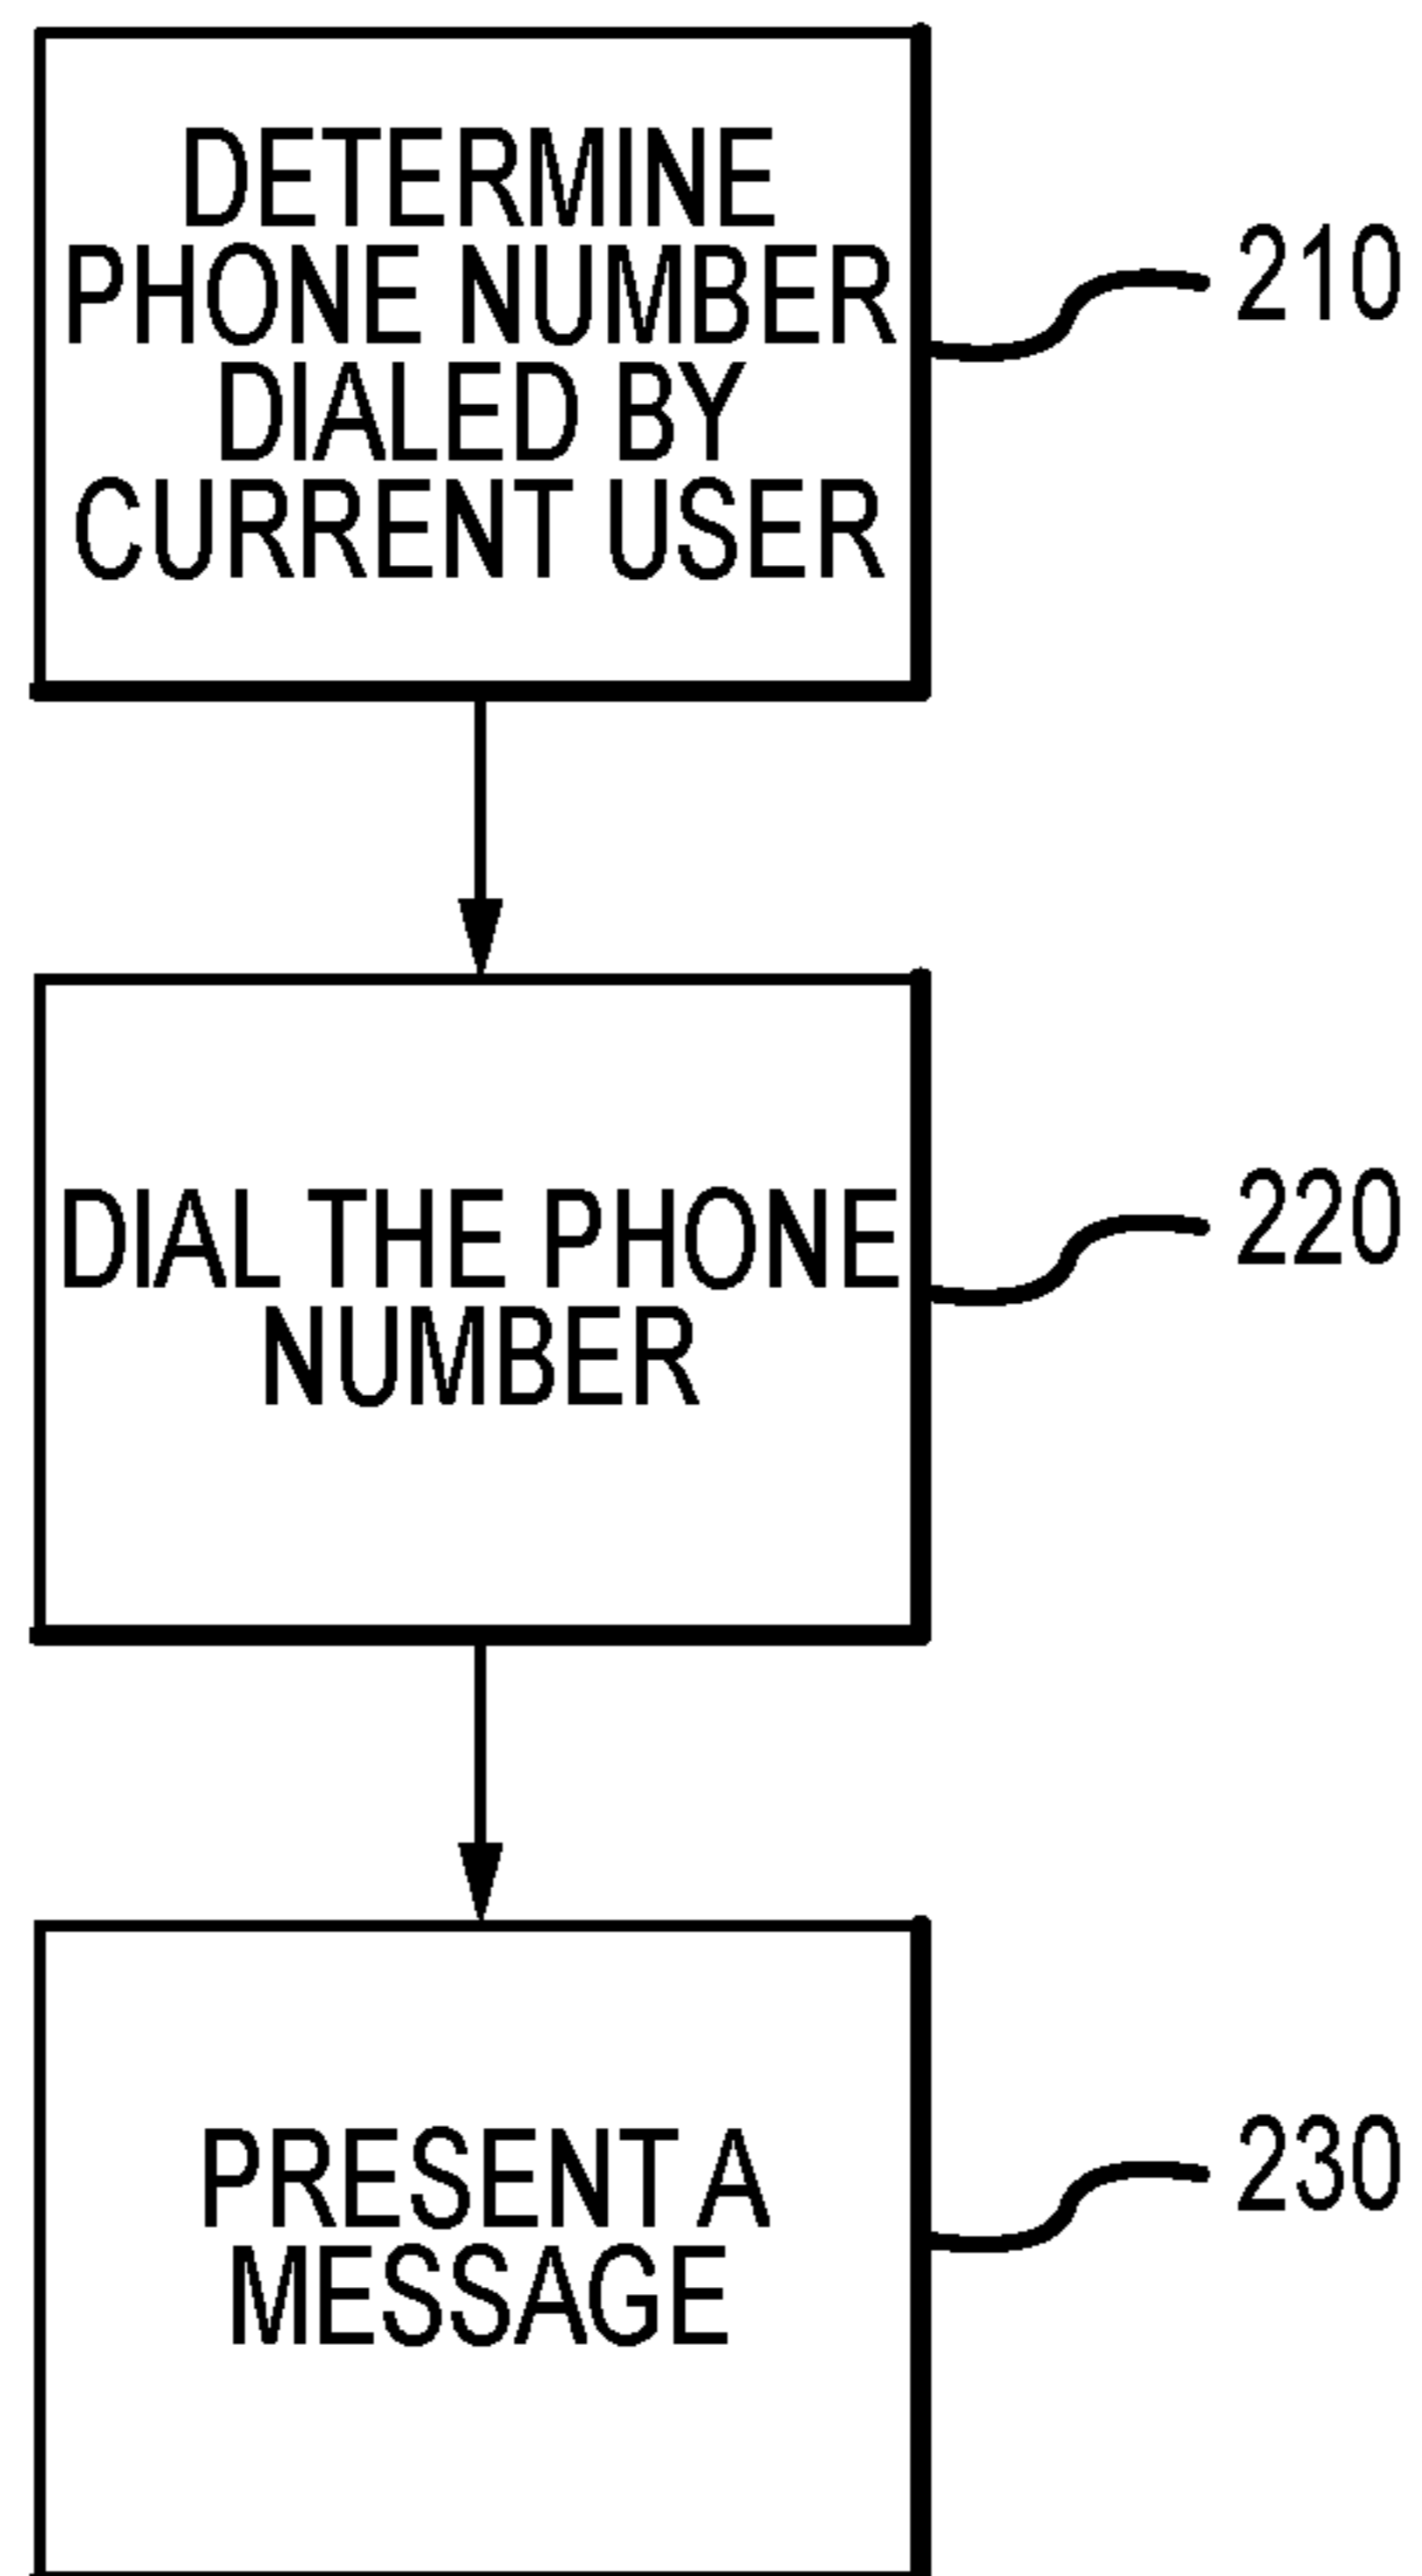 DETERMINE
PHONE NUMBER
DIALED BY
CURRENT USER
210
DIAL THE PHONE
NUMBER
220
PRESENT A
MESSAGE
230